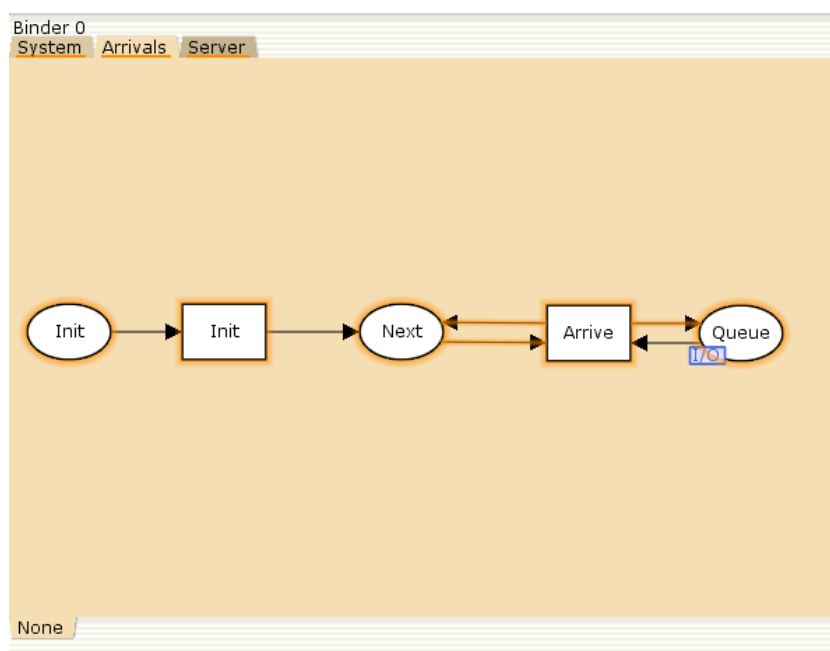 Binder 0
System Arrivals Server
Init Init Next Arrive Queue
I/O
None